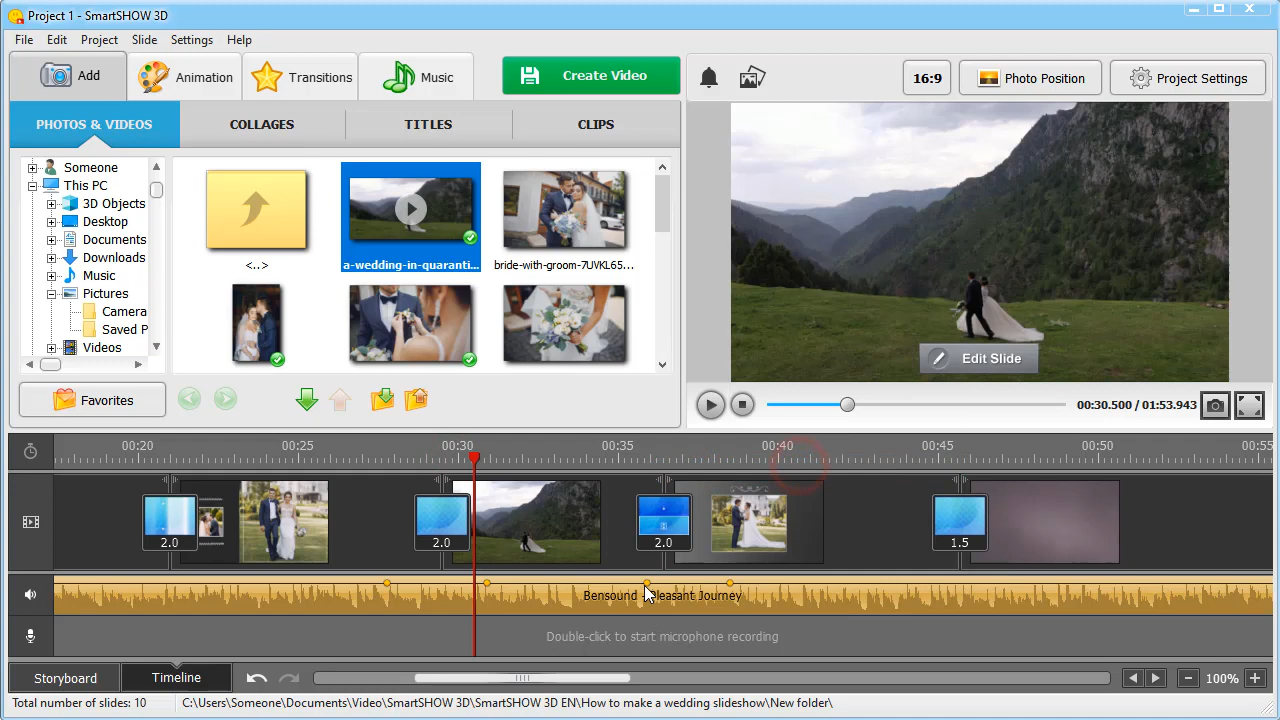 Project 1 - SmartSHOW 3D
File Edit Project Slide Settings Help
Add Animation Transitions Music Create Video 16:9 Photo Position Project Settings
PHOTOS & VIDEOS COLLAGES TITLES CLIPS
Someone
This PC
3D Objects
Desktop
Documents
Downloads
Music
Pictures
Camera
Saved P
Videos
<..> a-wedding-in-quaranti... bride-with-groom-7UVKL65...
Edit Slide
Favorites
00:30.500 / 01:53.943
00:20 00:25 00:30 00:35 00:40 00:45 00:50 00:55
2.0 2.0 2.0 1.5
Bensound - Pleasant Journey
Double-click to start microphone recording
Storyboard Timeline 100%
Total number of slides: 10 C:\Users\Someone\Documents\Video\SmartSHOW 3D\SmartSHOW 3D EN\How to make a wedding slideshow\New folder\